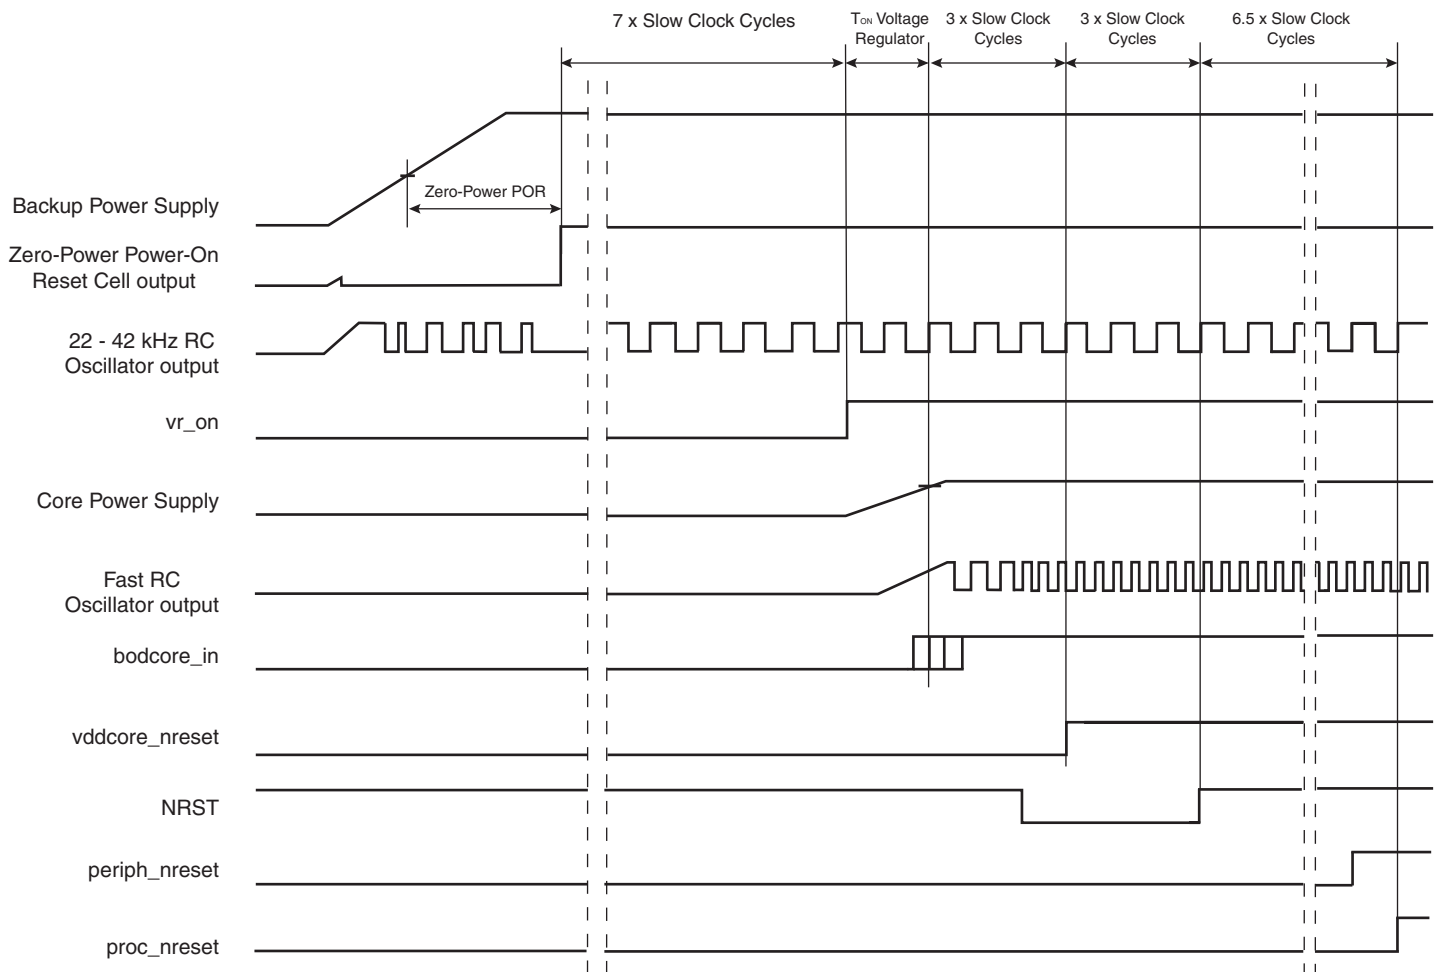 7 x Slow Clock Cycles
TON Voltage
Regulator
3 x Slow Clock
Cycles
3 x Slow Clock
Cycles
6.5 x Slow Clock
Cycles
Zero-Power POR
Backup Power Supply
Zero-Power Power-On
Reset Cell output
22 - 42 kHz RC
Oscillator output
vr_on
Core Power Supply
Fast RC
Oscillator output
bodcore_in
vddcore_nreset
NRST
periph_nreset
proc_nreset